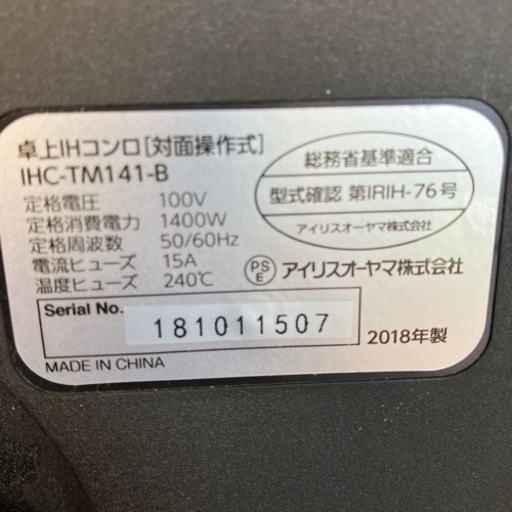 卓上IHコンロ[対面操作式]
IHC-TM141-B
定格電圧 100V
定格消費電力 1400W
定格周波数 50/60Hz
電流ヒューズ 15A
温度ヒューズ 240℃
総務省基準適合
型式確認 第IRIH-76号
アイリスオーヤマ株式会社
PSE アイリスオーヤマ株式会社
Serial No. 181011507
2018年製
MADE IN CHINA